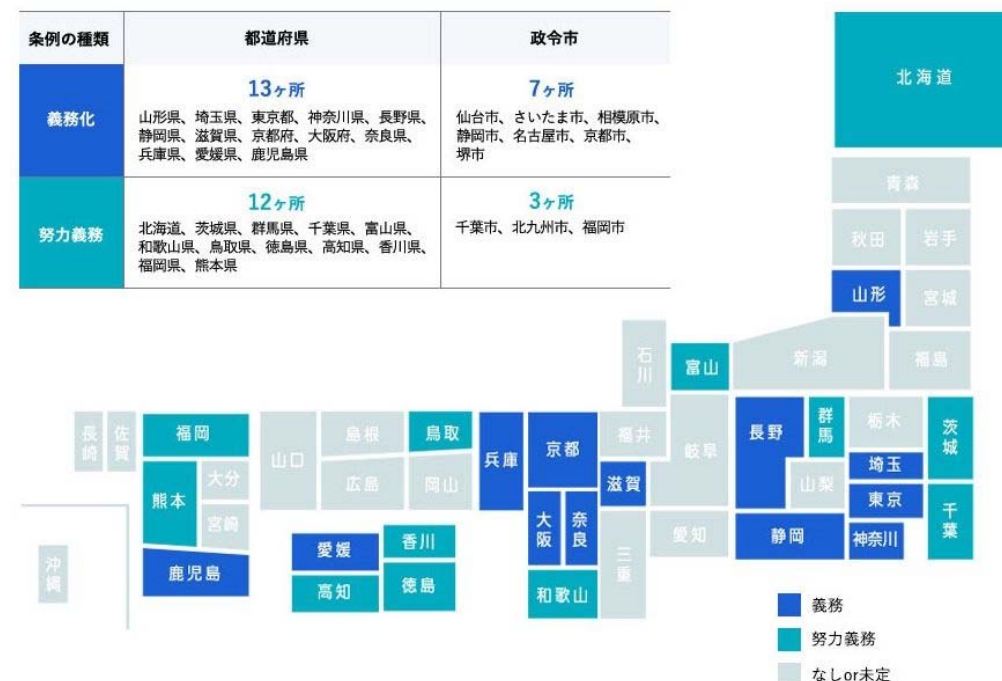 条例の種類
都道府県
政令市
義務化
13ヶ所
山形県、埼玉県、東京都、神奈川県、長野県、
静岡県、滋賀県、京都府、大阪府、奈良県、
兵庫県、愛媛県、鹿児島県
7ヶ所
仙台市、さいたま市、相模原市、
静岡市、名古屋市、京都市、
堺市
努力義務
12ヶ所
北海道、茨城県、群馬県、千葉県、富山県、
和歌山県、鳥取県、徳島県、高知県、香川県、
福岡県、熊本県
3ヶ所
千葉市、北九州市、福岡市
北海道
青森
秋田
岩手
山形
宮城
石川
富山
新潟
福島
長崎
佐賀
福岡
山口
島根
鳥取
兵庫
京都
福井
岐阜
長野
群馬
栃木
茨城
熊本
大分
広島
岡山
滋賀
山梨
埼玉
東京
千葉
宮崎
大阪
奈良
三重
愛知
静岡
神奈川
沖縄
鹿児島
愛媛
香川
高知
徳島
和歌山
義務
努力義務
なしor未定